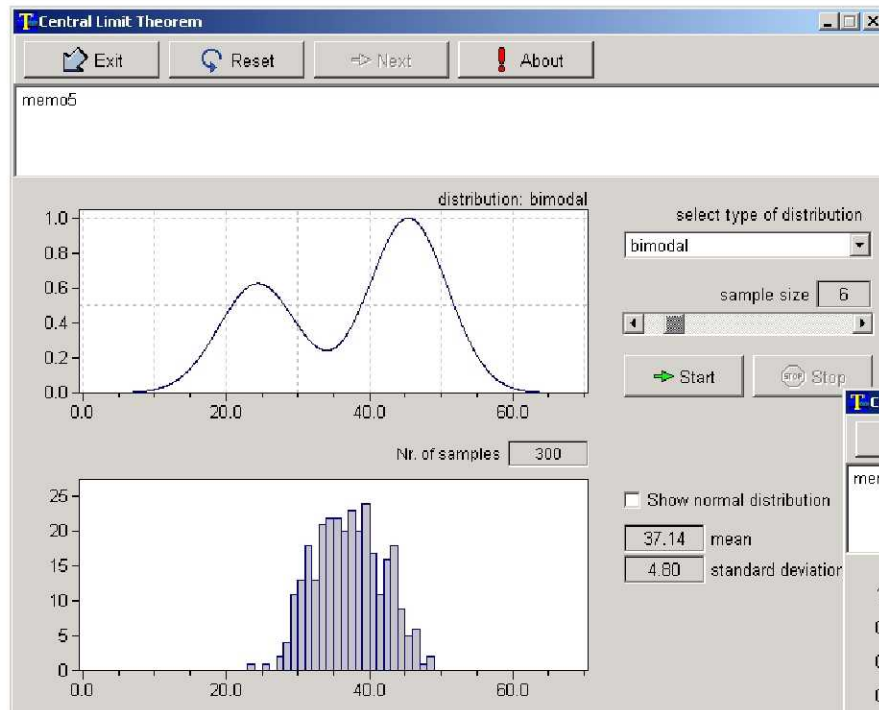 Central Limit Theorem
Exit Reset => Next About
memo5
distribution: bimodal
1.0
0.8
0.6
0.4
0.2
0.0
0.0 20.0 40.0 60.0
select type of distribution
bimodal
sample size 6
Start STOP Stop
Nr. of samples 300
25
20
15
10
5
0
0.0 20.0 40.0 60.0
Show normal distribution
37.14 mean
4.80 standard deviation